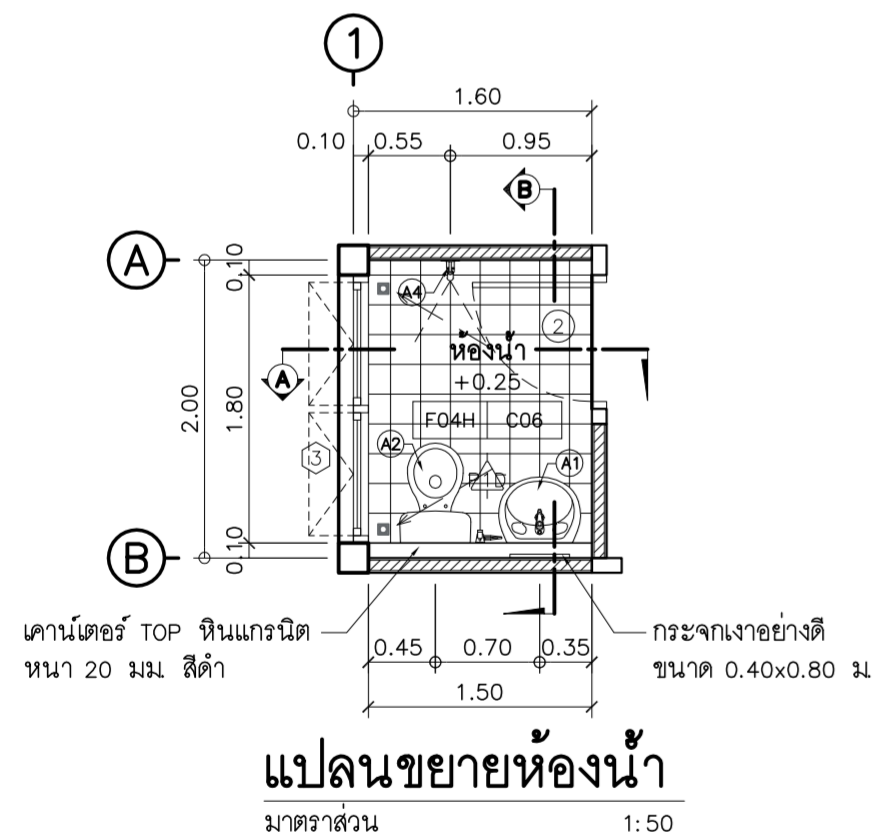 1
1.60
0.10 0.55 0.95
B
A
0.10
A4
2
ห้องน้ำ
+0.25
A
2.00
1.80
F04H C06
A2
A1
3
B
0.10
เคาน์เตอร์ TOP หินแกรนิต
หนา 20 มม. สีดำ
กระจกเงาอย่างดี
ขนาด 0.40x0.80 ม.
0.45 0.70 0.35
1.50
แปลนขยายห้องน้ำ
มาตราส่วน 1:50